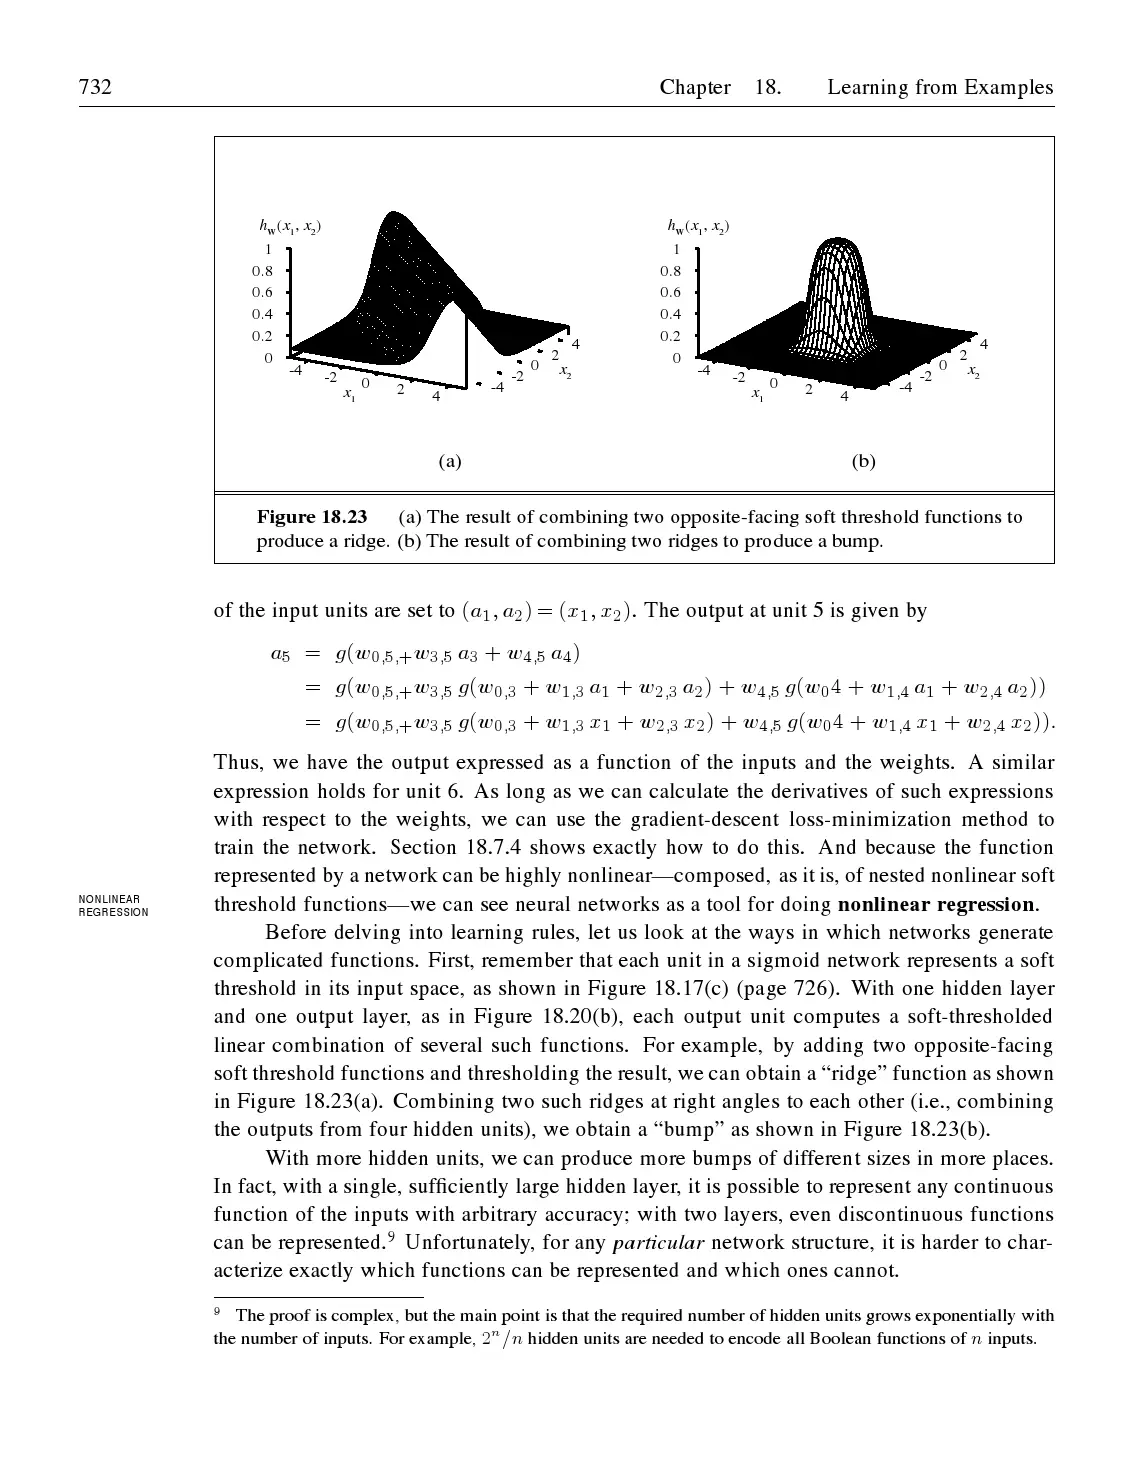 732 Chapter 18. Learning from Examples
h_W(x_1, x_2)
1
0.8
0.6
0.4
0.2
0
-4 -2 0 2 4
x_1
-4 -2 0 2 4
x_2
h_W(x_1, x_2)
1
0.8
0.6
0.4
0.2
0
-4 -2 0 2 4
x_1
-4 -2 0 2 4
x_2
(a) (b)
Figure 18.23 (a) The result of combining two opposite-facing soft threshold functions to
produce a ridge. (b) The result of combining two ridges to produce a bump.
of the input units are set to (a_1, a_2) = (x_1, x_2). The output at unit 5 is given by
a_5 = g(w_{0,5,+}w_{3,5} a_3 + w_{4,5} a_4)
= g(w_{0,5,+}w_{3,5} g(w_{0,3} + w_{1,3} a_1 + w_{2,3} a_2) + w_{4,5} g(w_04 + w_{1,4} a_1 + w_{2,4} a_2))
= g(w_{0,5,+}w_{3,5} g(w_{0,3} + w_{1,3} x_1 + w_{2,3} x_2) + w_{4,5} g(w_04 + w_{1,4} x_1 + w_{2,4} x_2)).
Thus, we have the output expressed as a function of the inputs and the weights. A similar
expression holds for unit 6. As long as we can calculate the derivatives of such expressions
with respect to the weights, we can use the gradient-descent loss-minimization method to
train the network. Section 18.7.4 shows exactly how to do this. And because the function
represented by a network can be highly nonlinear—composed, as it is, of nested nonlinear soft
NONLINEAR
REGRESSION
threshold functions—we can see neural networks as a tool for doing nonlinear regression.
Before delving into learning rules, let us look at the ways in which networks generate
complicated functions. First, remember that each unit in a sigmoid network represents a soft
threshold in its input space, as shown in Figure 18.17(c) (page 726). With one hidden layer
and one output layer, as in Figure 18.20(b), each output unit computes a soft-thresholded
linear combination of several such functions. For example, by adding two opposite-facing
soft threshold functions and thresholding the result, we can obtain a “ridge” function as shown
in Figure 18.23(a). Combining two such ridges at right angles to each other (i.e., combining
the outputs from four hidden units), we obtain a “bump” as shown in Figure 18.23(b).
With more hidden units, we can produce more bumps of different sizes in more places.
In fact, with a single, sufficiently large hidden layer, it is possible to represent any continuous
function of the inputs with arbitrary accuracy; with two layers, even discontinuous functions
can be represented.⁹ Unfortunately, for any particular network structure, it is harder to char-
acterize exactly which functions can be represented and which ones cannot.
⁹ The proof is complex, but the main point is that the required number of hidden units grows exponentially with
the number of inputs. For example, 2^n/n hidden units are needed to encode all Boolean functions of n inputs.